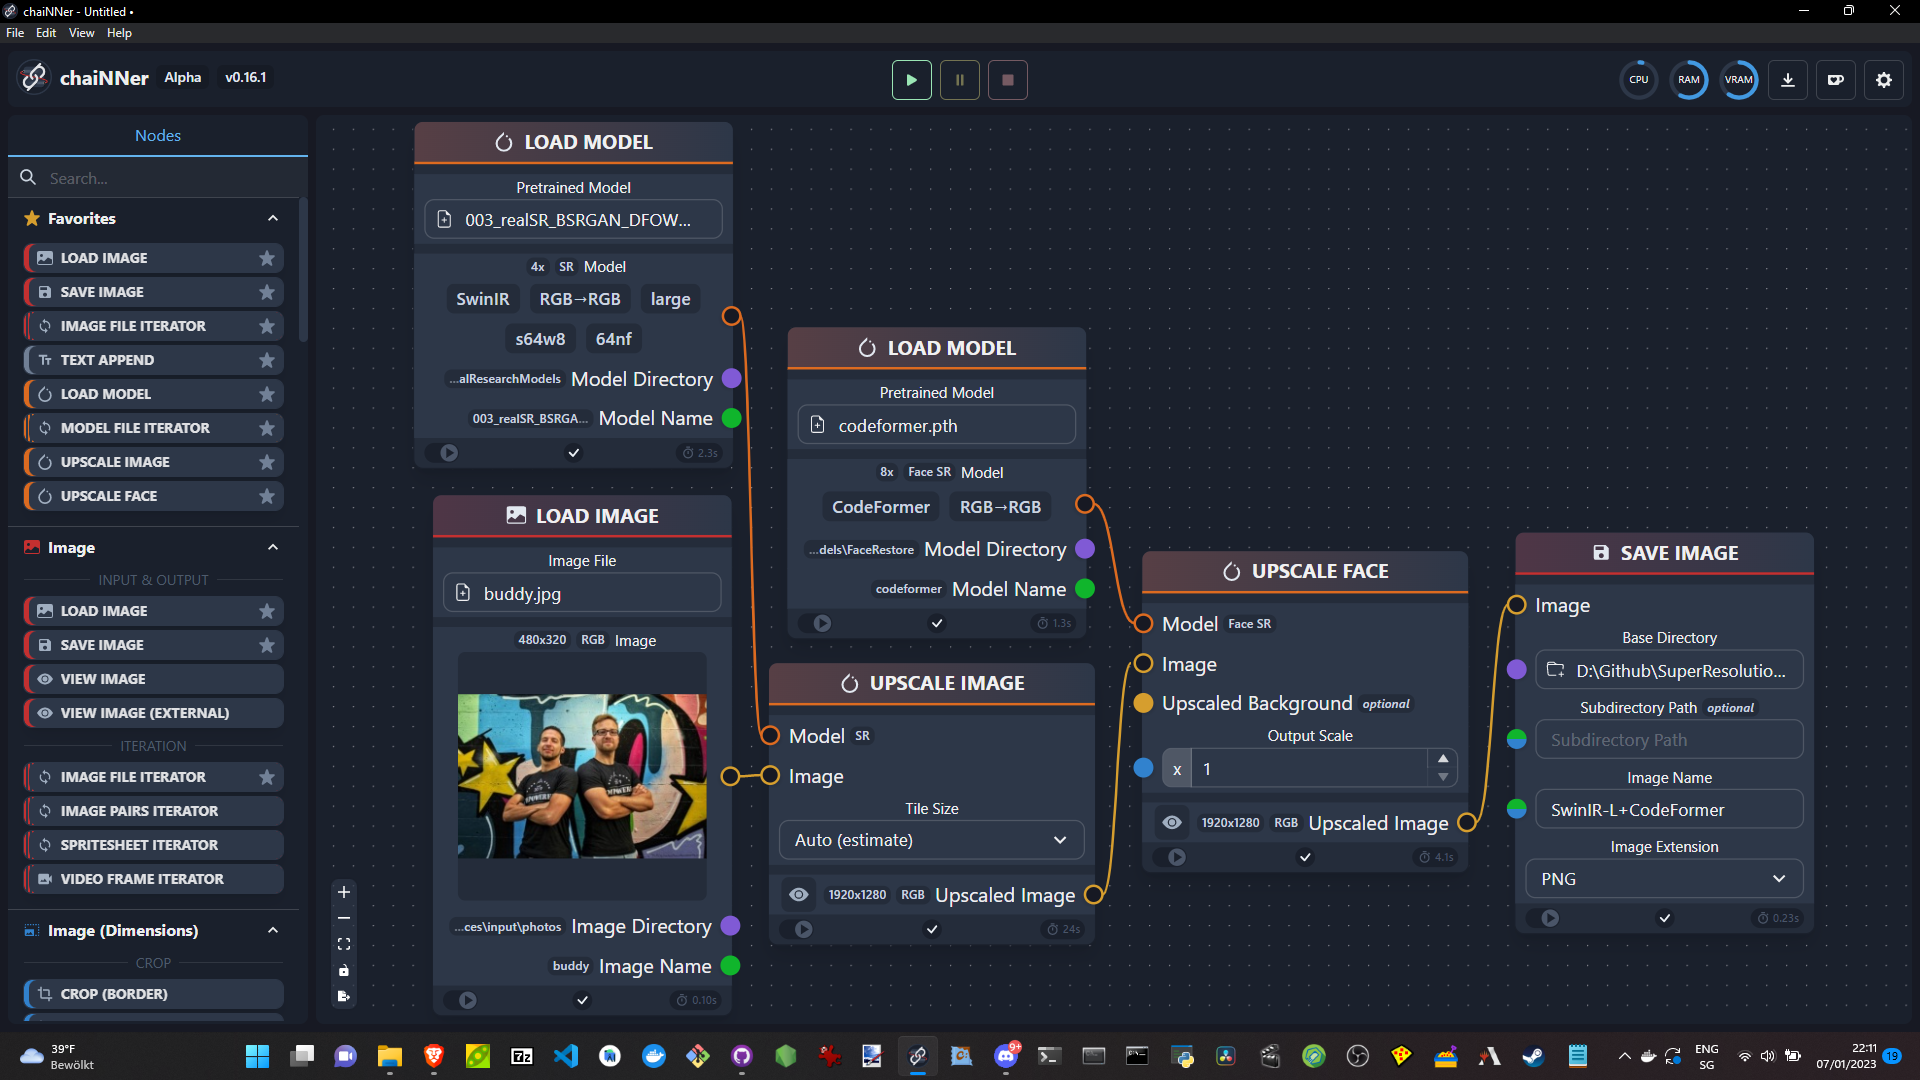 chaiNNer - Untitled •
File Edit View Help
chaiNNer Alpha v0.16.1
CPU RAM VRAM
Nodes
Search...
Favorites
LOAD IMAGE
SAVE IMAGE
IMAGE FILE ITERATOR
TEXT APPEND
LOAD MODEL
MODEL FILE ITERATOR
UPSCALE IMAGE
UPSCALE FACE
Image
INPUT & OUTPUT
LOAD IMAGE
SAVE IMAGE
VIEW IMAGE
VIEW IMAGE (EXTERNAL)
ITERATION
IMAGE FILE ITERATOR
IMAGE PAIRS ITERATOR
SPRITESHEET ITERATOR
VIDEO FRAME ITERATOR
Image (Dimensions)
CROP
CROP (BORDER)
LOAD MODEL
Pretrained Model
003_realSR_BSRGAN_DFOW...
4x SR Model
SwinIR RGB→RGB large
s64w8 64nf
...alResearchModels Model Directory
003_realSR_BSRGA... Model Name
2.3s
LOAD IMAGE
Image File
buddy.jpg
480x320 RGB Image
...ces\input\photos Image Directory
buddy Image Name
0.10s
LOAD MODEL
Pretrained Model
codeformer.pth
8x Face SR Model
CodeFormer RGB→RGB
...dels\FaceRestore Model Directory
codeformer Model Name
1.3s
UPSCALE IMAGE
Model SR
Image
Tile Size
Auto (estimate)
1920x1280 RGB Upscaled Image
24s
UPSCALE FACE
Model Face SR
Image
Upscaled Background optional
Output Scale
x 1
1920x1280 RGB Upscaled Image
4.1s
SAVE IMAGE
Image
Base Directory
D:\Github\SuperResolutio...
Subdirectory Path optional
Subdirectory Path
Image Name
SwinIR-L+CodeFormer
Image Extension
PNG
0.23s
39°F
Bewölkt
7z
9+
ENG
SG
22:11
07/01/2023
19